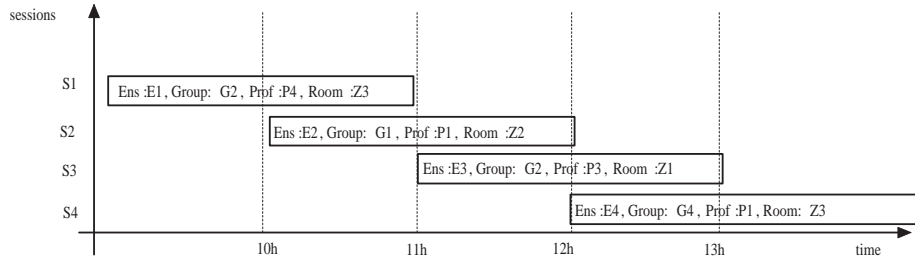 sessions
S1 Ens :E1, Group: G2, Prof :P4, Room :Z3
S2 Ens :E2, Group: G1, Prof :P1, Room :Z2
S3 Ens :E3, Group: G2, Prof :P3, Room :Z1
S4 Ens :E4, Group: G4, Prof :P1, Room: Z3
10h 11h 12h 13h time